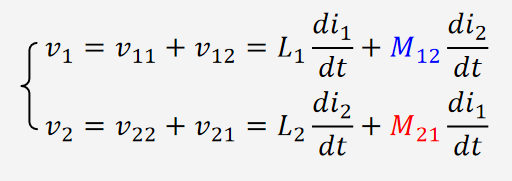 v₁ = v₁₁ + v₁₂ = L₁ di₁/dt + M₁₂ di₂/dt
v₂ = v₂₂ + v₂₁ = L₂ di₂/dt + M₂₁ di₁/dt